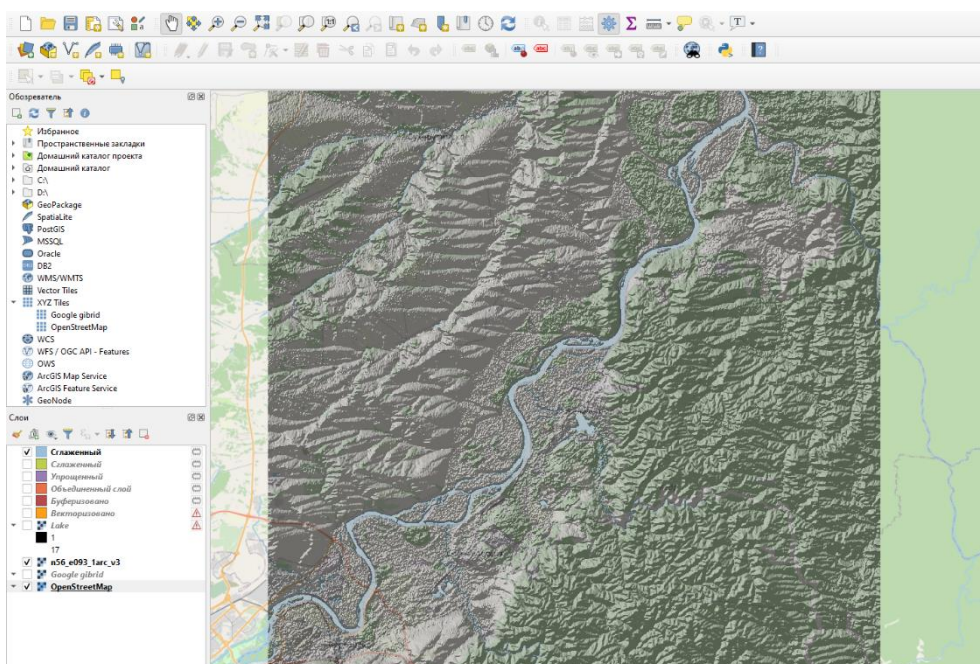 Обозреватель
Избранное
Пространственные закладки
Домашний каталог проекта
Домашний каталог
C:\
D:\
GeoPackage
SpatiaLite
PostGIS
MSSQL
Oracle
DB2
WMS/WMTS
Vector Tiles
XYZ Tiles
Google gibrid
OpenStreetMap
WCS
WFS / OGC API - Features
OWS
ArcGIS Map Service
ArcGIS Feature Service
GeoNode
Слои
Сглаженный
Сглаженный
Упрощенный
Объединенный слой
Буферизовано
Векторизовано
Lake
1
17
n56_e093_1arc_v3
Google gibrid
OpenStreetMap